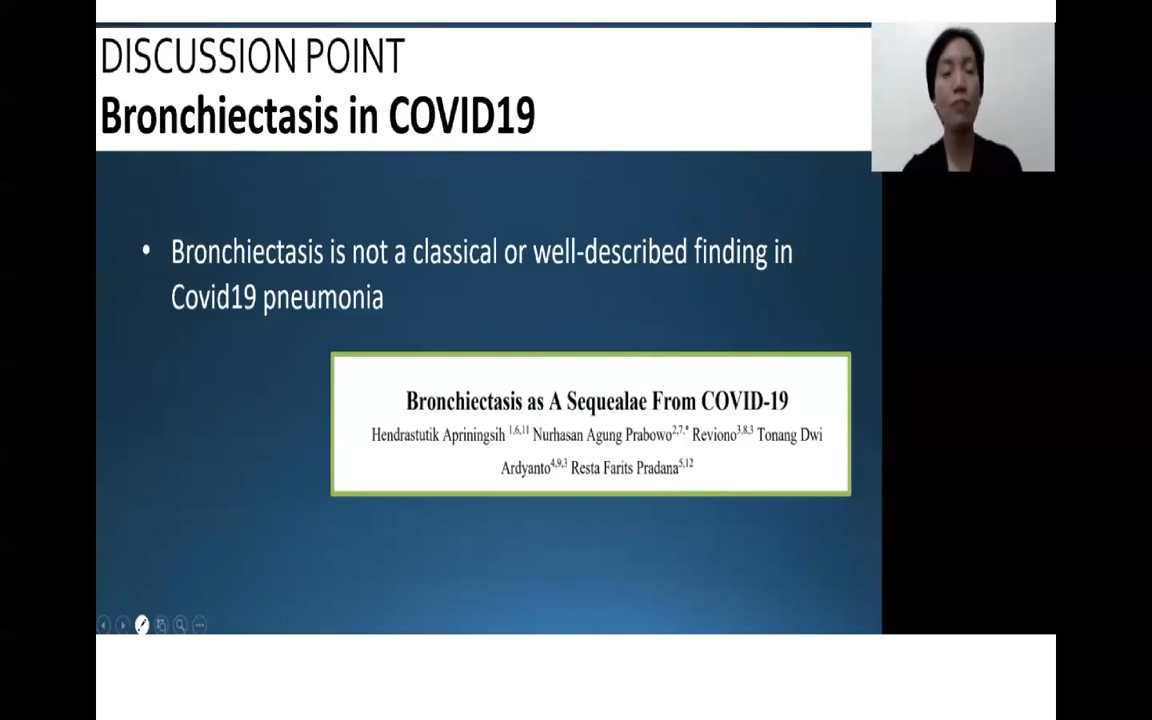 DISCUSSION POINT
Bronchiectasis in COVID19
• Bronchiectasis is not a classical or well-described finding in
Covid19 pneumonia
Bronchiectasis as A Sequealae From COVID-19
Hendrastutik Apriningsih 1,6,11 Nurhasan Agung Prabowo2,7,* Reviono3,8,3 Tonang Dwi
Ardyanto4,9,3 Resta Farits Pradana5,12